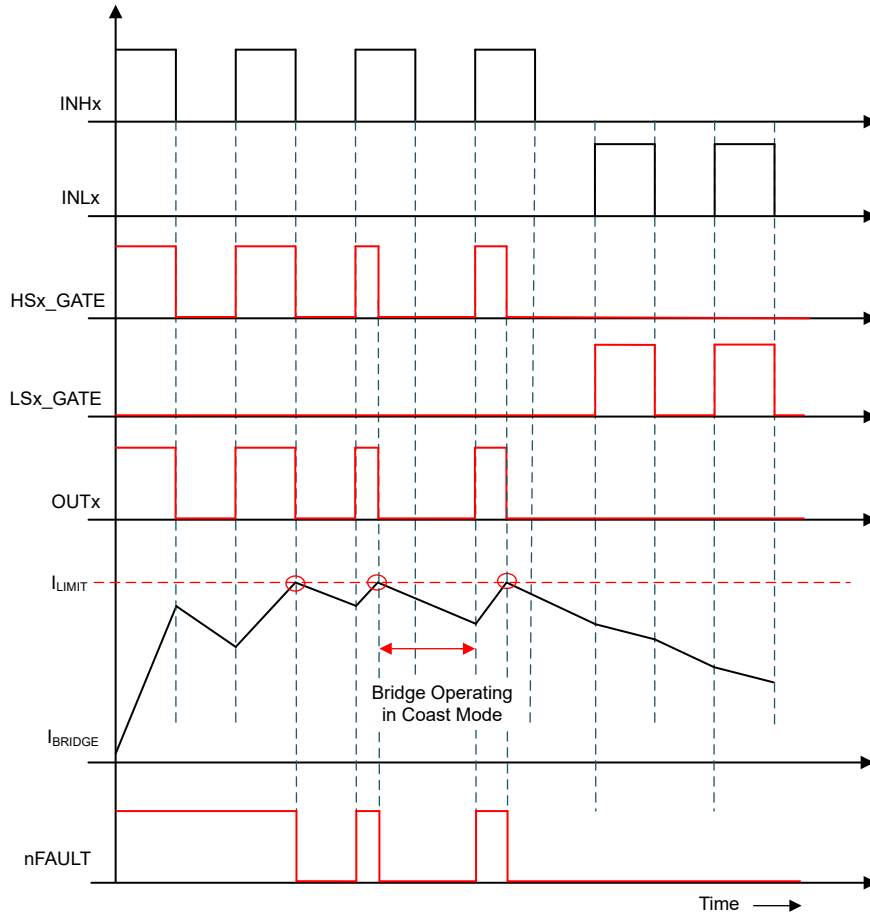 INHx
INLx
HSx_GATE
LSx_GATE
OUTx
ILIMIT
Bridge Operating
in Coast Mode
IBRIDGE
nFAULT
Time